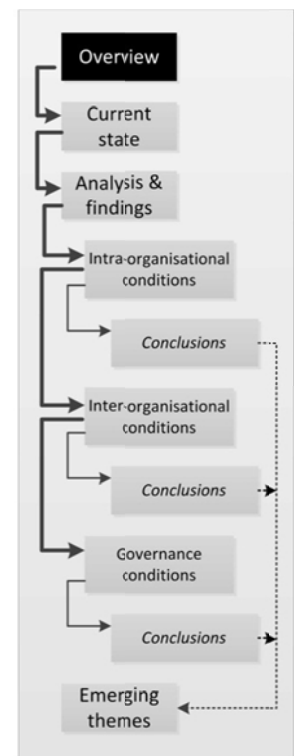 Overview
Current
state
Analysis &
findings
Intra-organisational
conditions
Conclusions
Inter-organisational
conditions
Conclusions
Governance
conditions
Conclusions
Emerging
themes